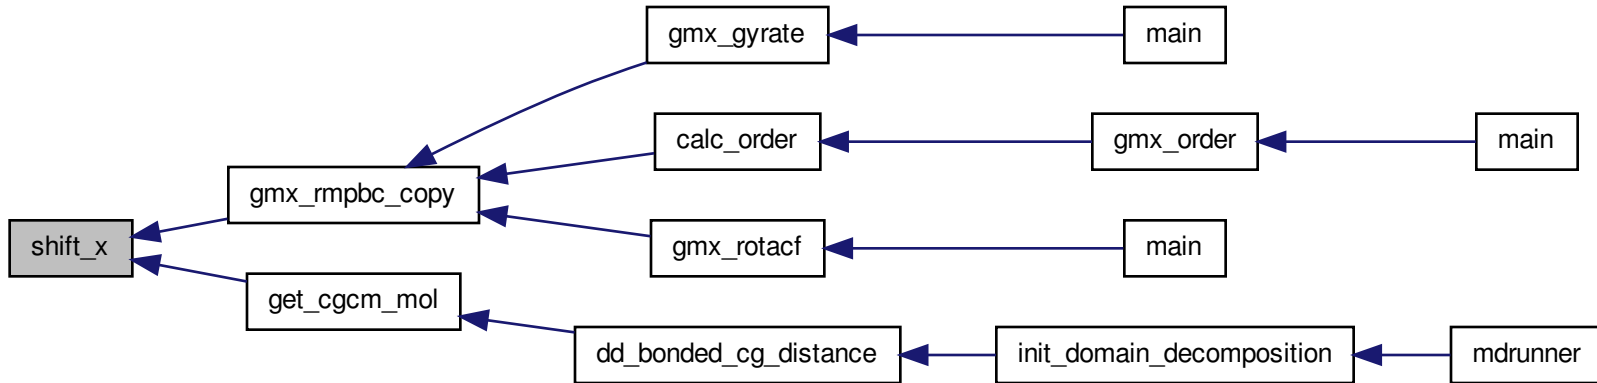 gmx_gyrate
main
calc_order
gmx_order
main
gmx_rmpbc_copy
shift_x
gmx_rotacf
main
get_cgcm_mol
dd_bonded_cg_distance
init_domain_decomposition
mdrunner